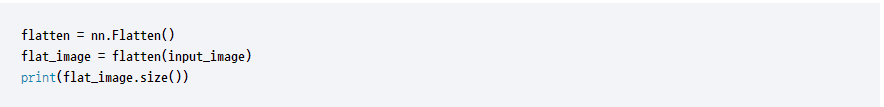 flatten = nn.Flatten()
flat_image = flatten(input_image)
print(flat_image.size())